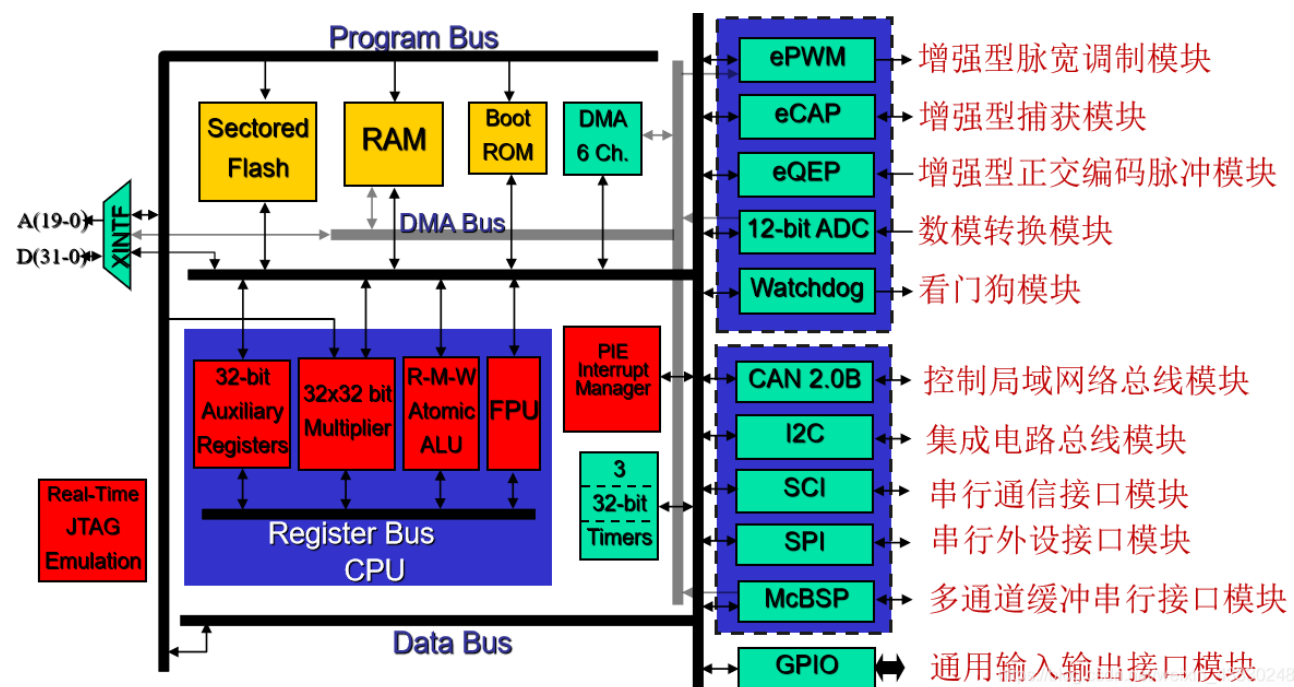 Program Bus
Sectored
Flash
RAM
Boot
ROM
DMA
6 Ch.
DMA Bus
A(19-0)
D(31-0)
XINTF
ePWM
增强型脉宽调制模块
eCAP
增强型捕获模块
eQEP
增强型正交编码脉冲模块
12-bit ADC
数模转换模块
Watchdog
看门狗模块
32-bit
Auxiliary
Registers
32x32 bit
Multiplier
R-M-W
Atomic
ALU
FPU
Register Bus
CPU
PIE
Interrupt
Manager
3
32-bit
Timers
Real-Time
JTAG
Emulation
CAN 2.0B
控制局域网络总线模块
I2C
集成电路总线模块
SCI
串行通信接口模块
SPI
串行外设接口模块
McBSP
多通道缓冲串行接口模块
Data Bus
GPIO
通用输入输出接口模块